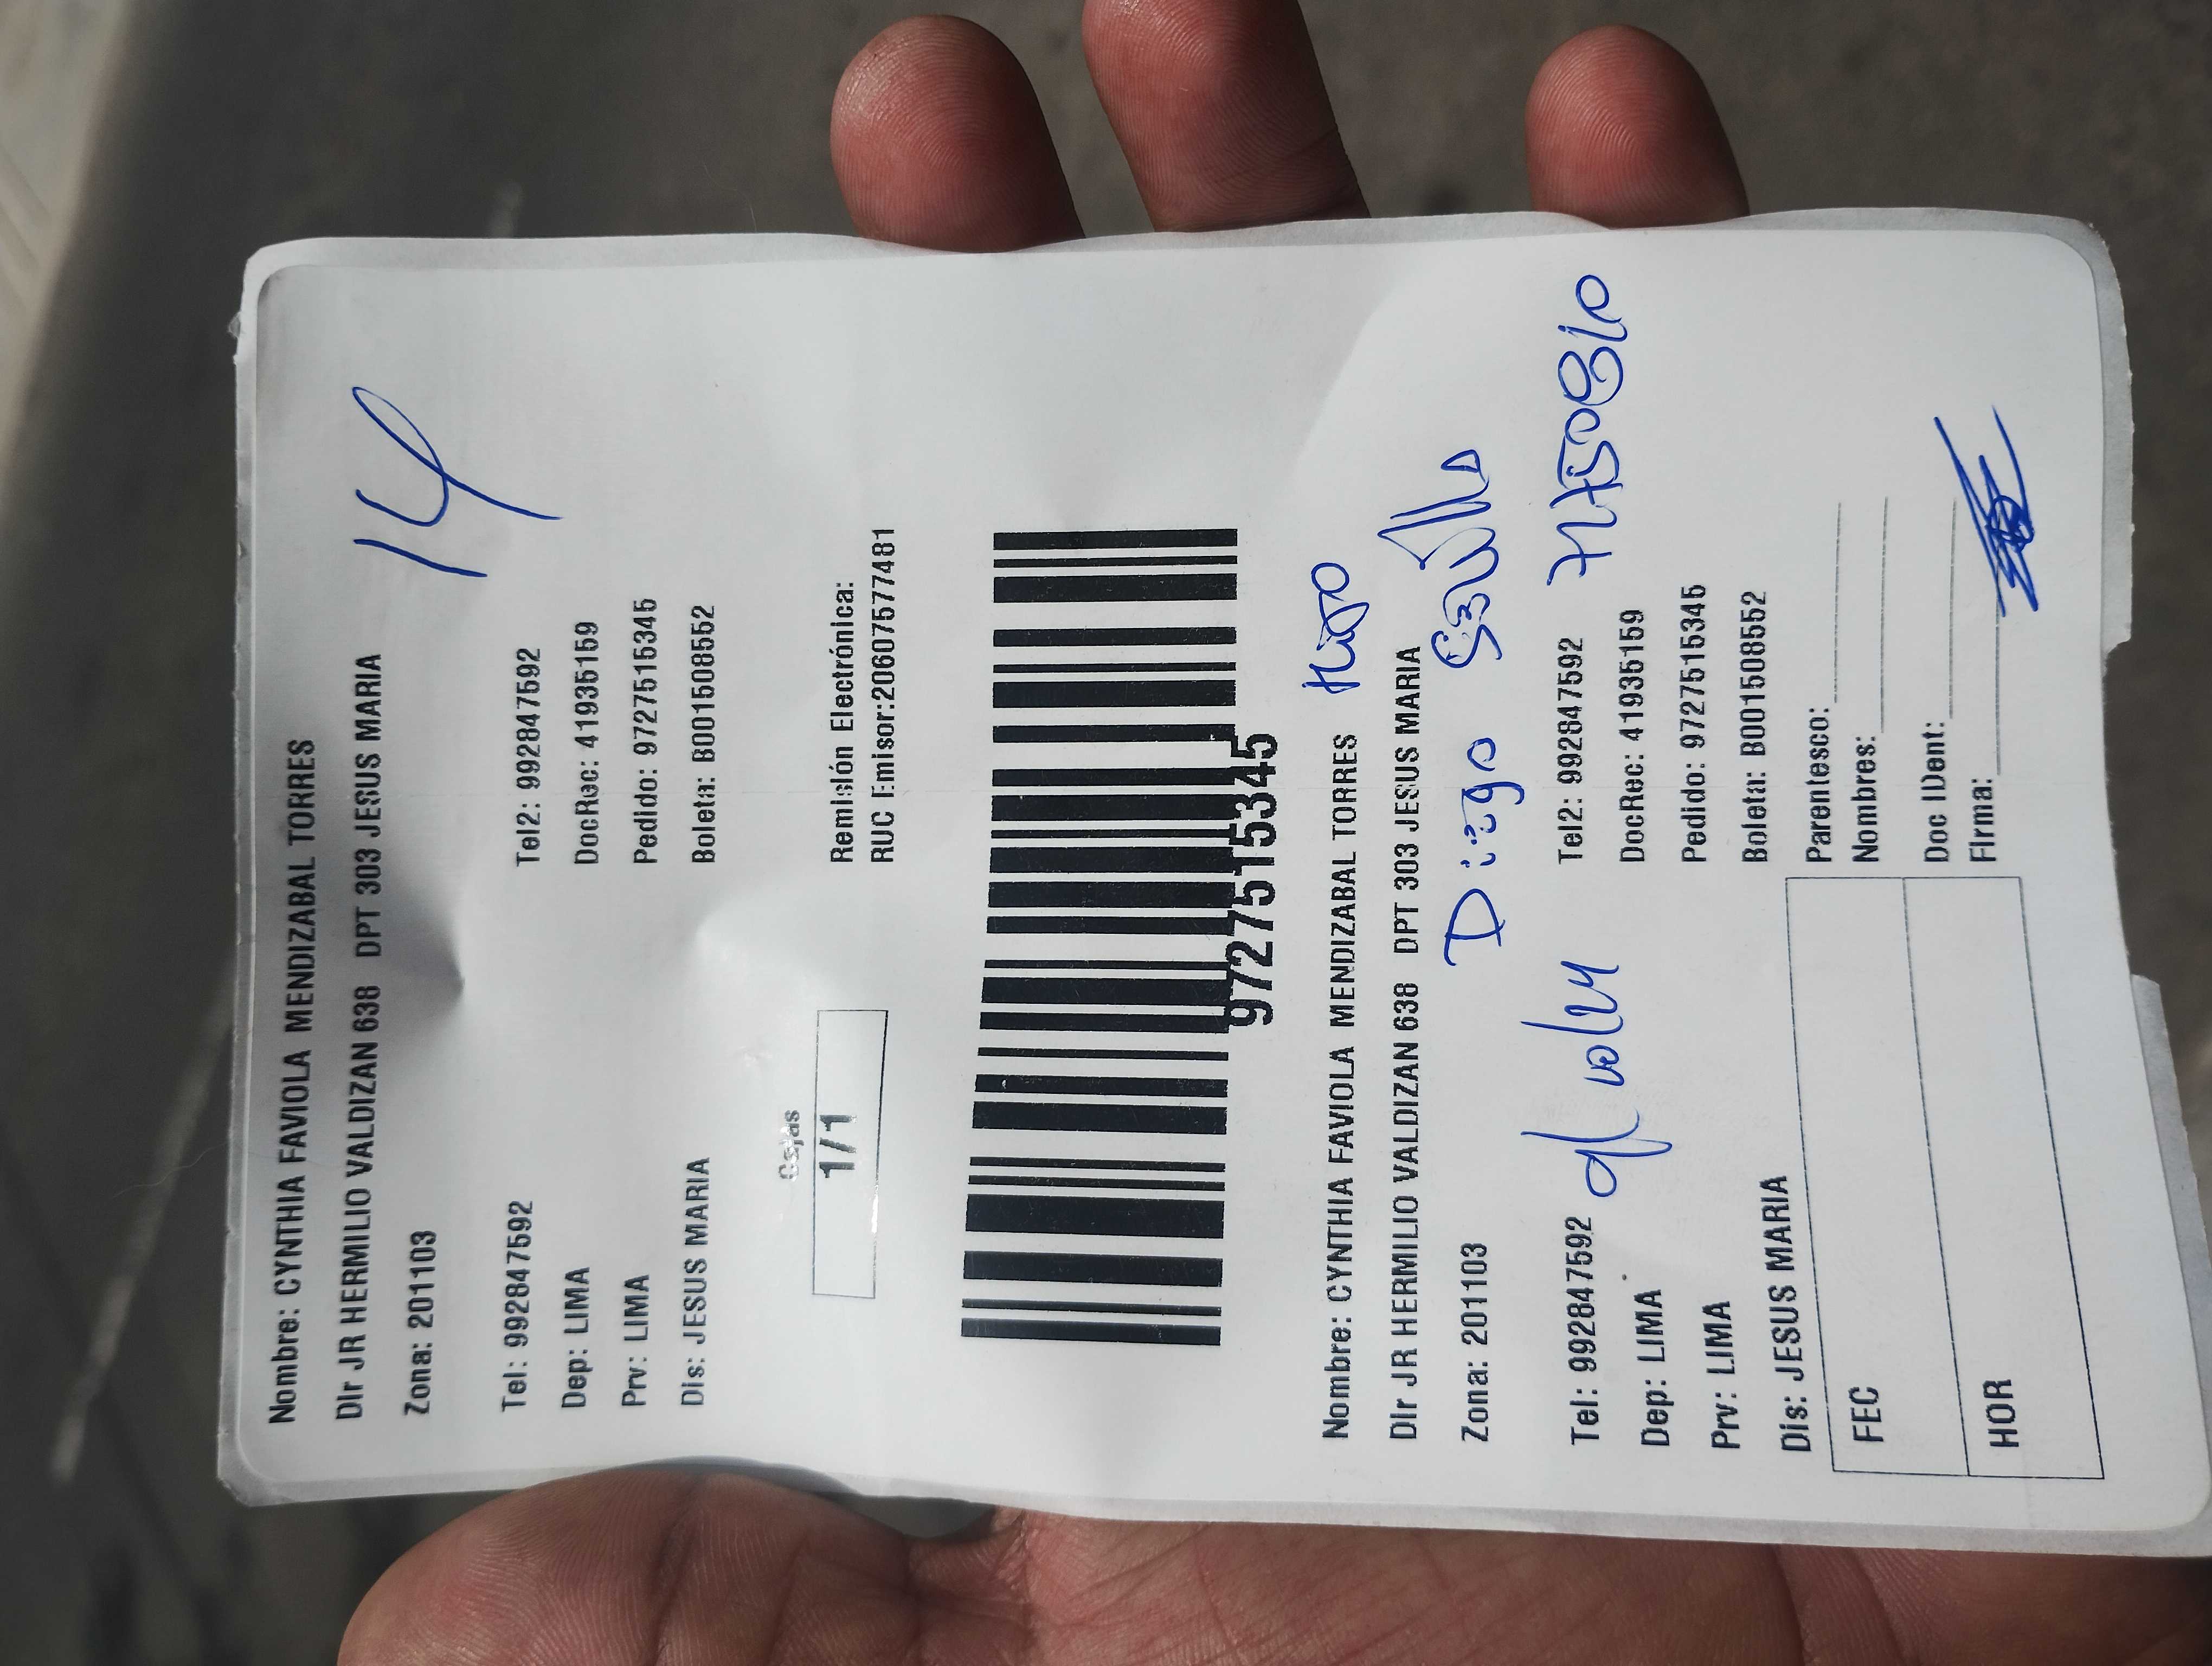 Nombre: CYNTHIA FAVIOLA MENDIZABAL TORRES
Dir JR HERMILIO VALDIZAN 638 DPT 303 JESUS MARIA
14
Zona: 201103
Tel: 992847592 Tel2: 992847592
Dep: LIMA DocRec: 41935159
Prv: LIMA Pedido: 9727515345
Dis: JESUS MARIA Boleta: B001508552
Cajas
1/1
Remisión Electrónica:
RUC Emisor:20607577481
9727515345
Nombre: CYNTHIA FAVIOLA MENDIZABAL TORRES
Dir JR HERMILIO VALDIZAN 638 DPT 303 JESUS MARIA
Zona: 201103
Diego
Tel: 992847592 Tel2: 992847592
Dep: LIMA DocRec: 41935159
Prv: LIMA Pedido: 9727515345
Dis: JESUS MARIA Boleta: B001508552
FEC
HOR
Parentesco:
Nombres:
Doc IDent:
Firma: